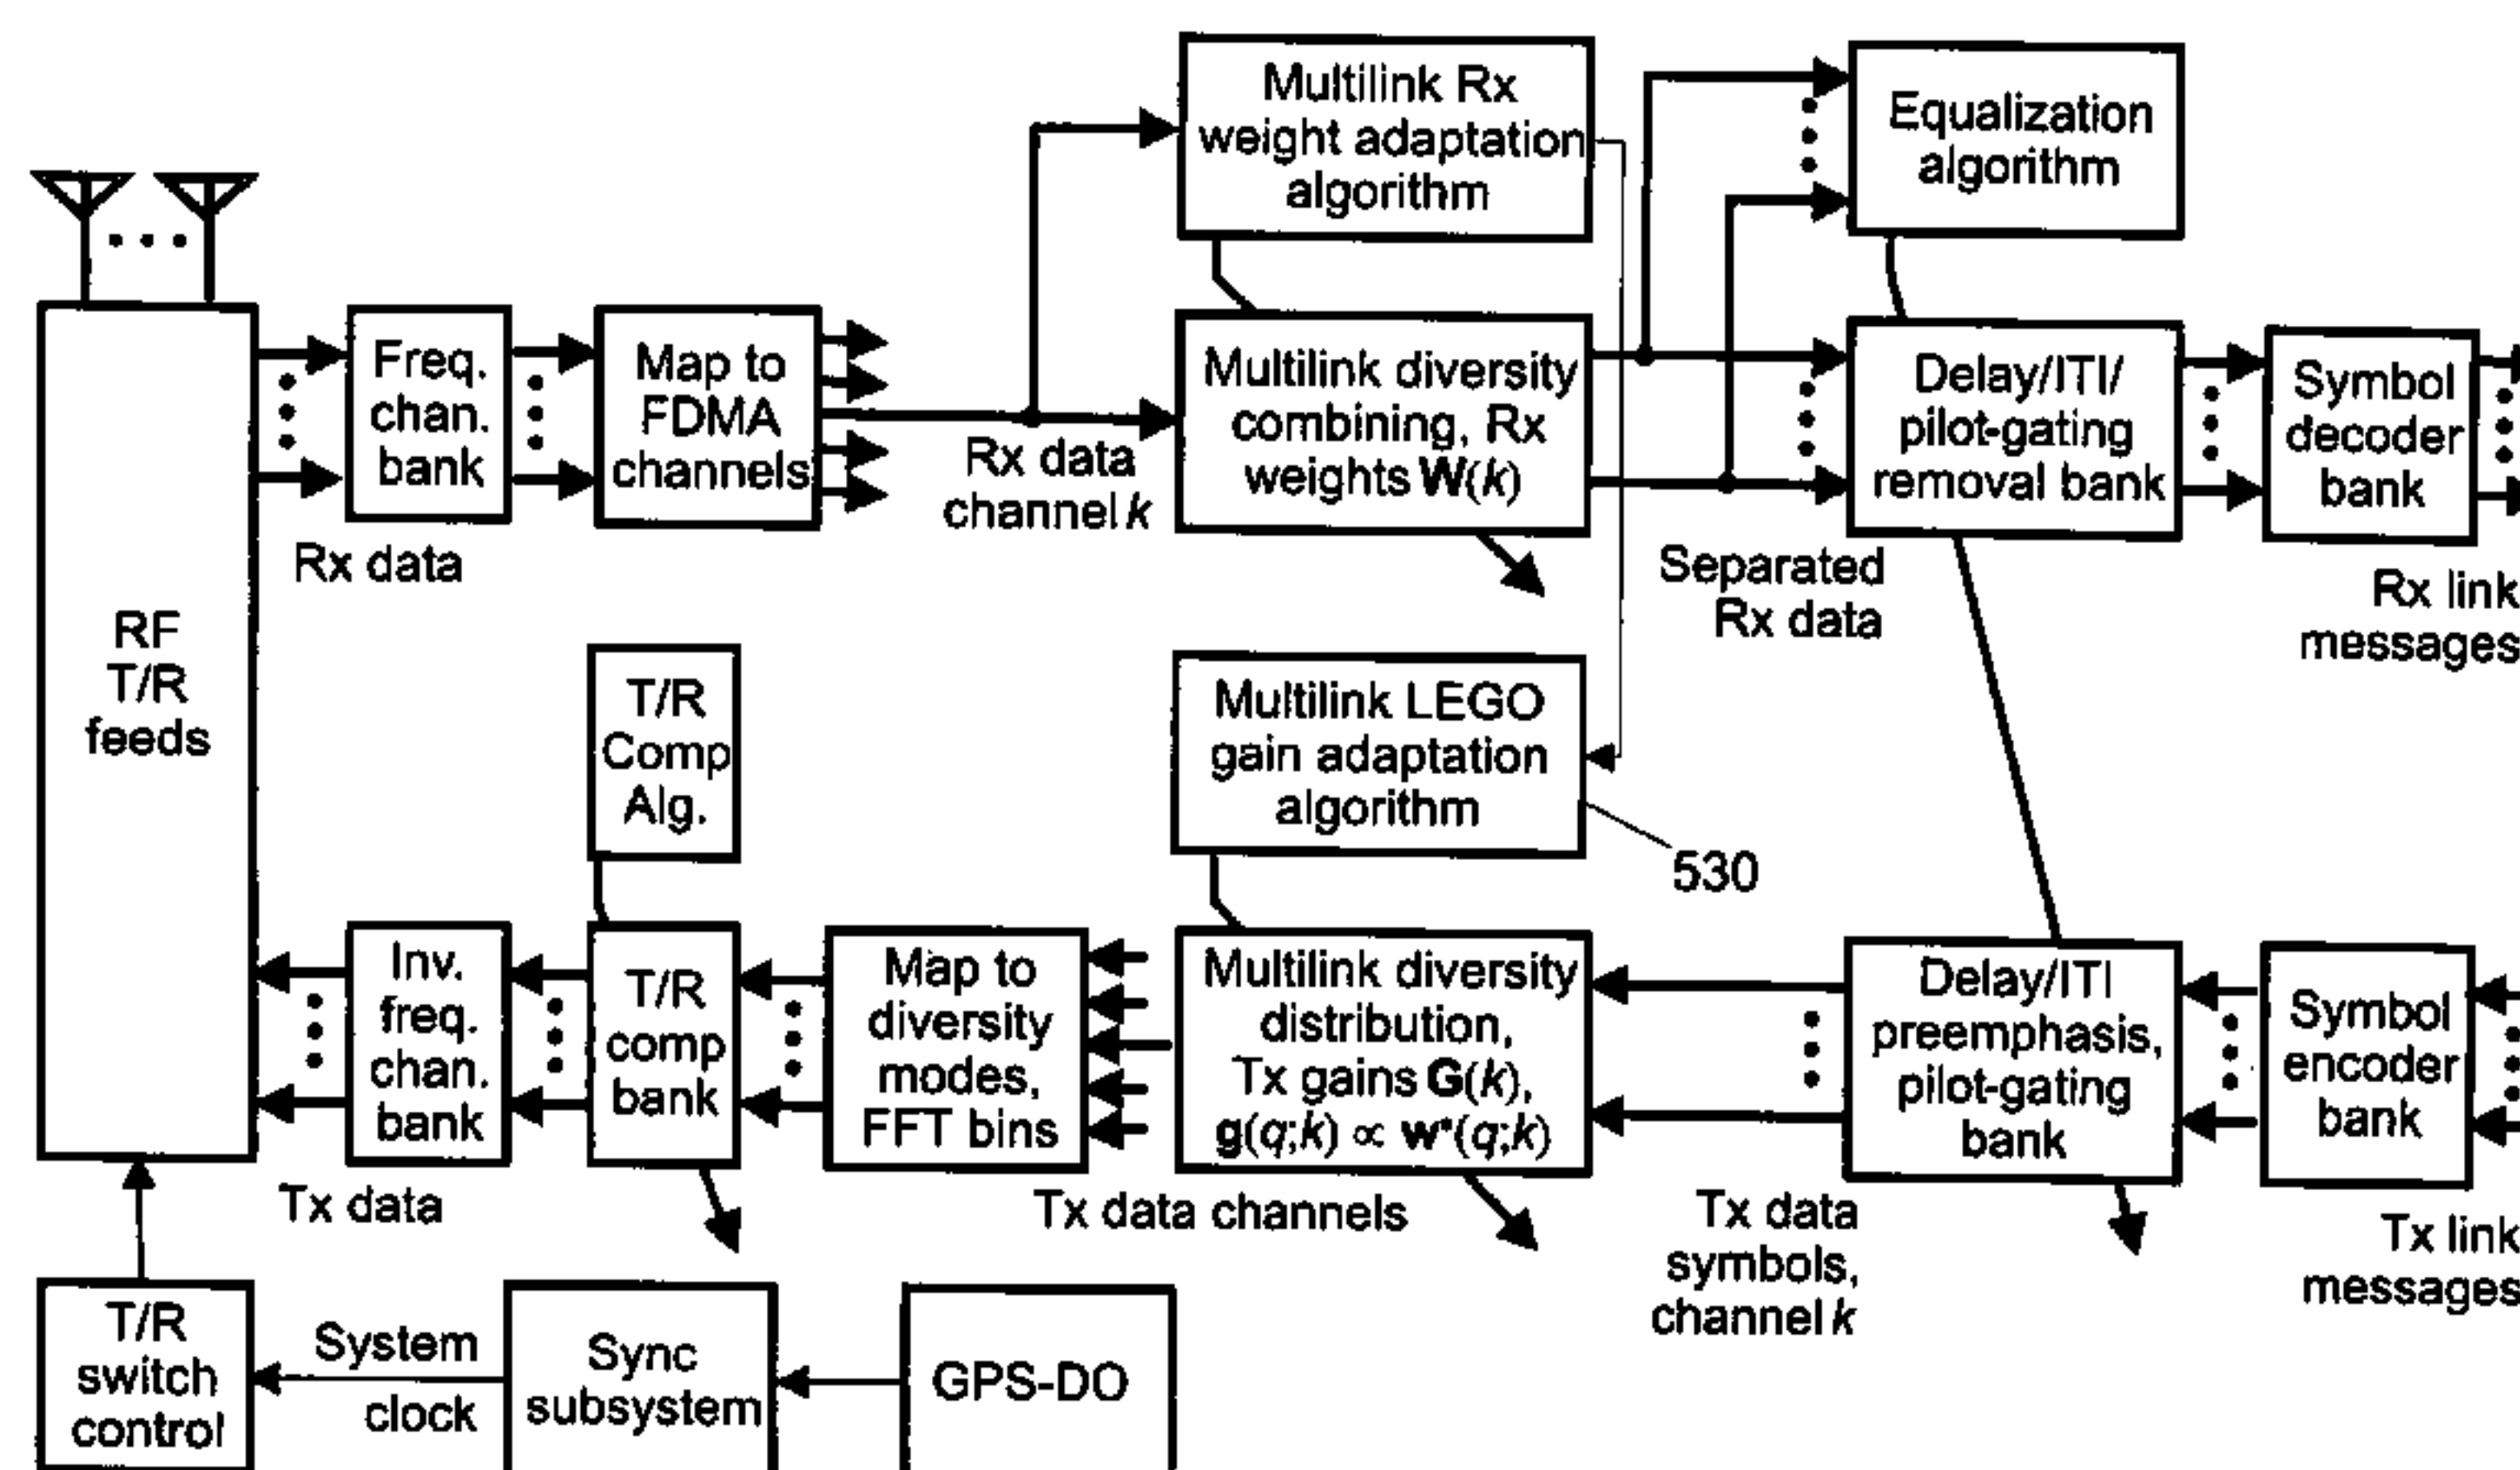 Multilink Rx
weight adaptation
algorithm
Equalization
algorithm
Freq.
chan.
bank
Map to
FDMA
channels
Rx data
channel k
Multilink diversity
combining, Rx
weights W(k)
Delay/ITI/
pilot-gating
removal bank
Symbol
decoder
bank
Rx data
Separated
Rx data
Rx link
messages
RF
T/R
feeds
T/R
Comp
Alg.
Multilink LEGO
gain adaptation
algorithm
530
Inv.
freq.
chan.
bank
T/R
comp
bank
Map to
diversity
modes,
FFT bins
Multilink diversity
distribution,
Tx gains G(k),
g(q;k) ∝ w*(q;k)
Delay/ITI
preemphasis,
pilot-gating
bank
Symbol
encoder
bank
Tx data
Tx data channels
Tx data
symbols,
channel k
Tx link
messages
T/R
switch
control
System
clock
Sync
subsystem
GPS-DO